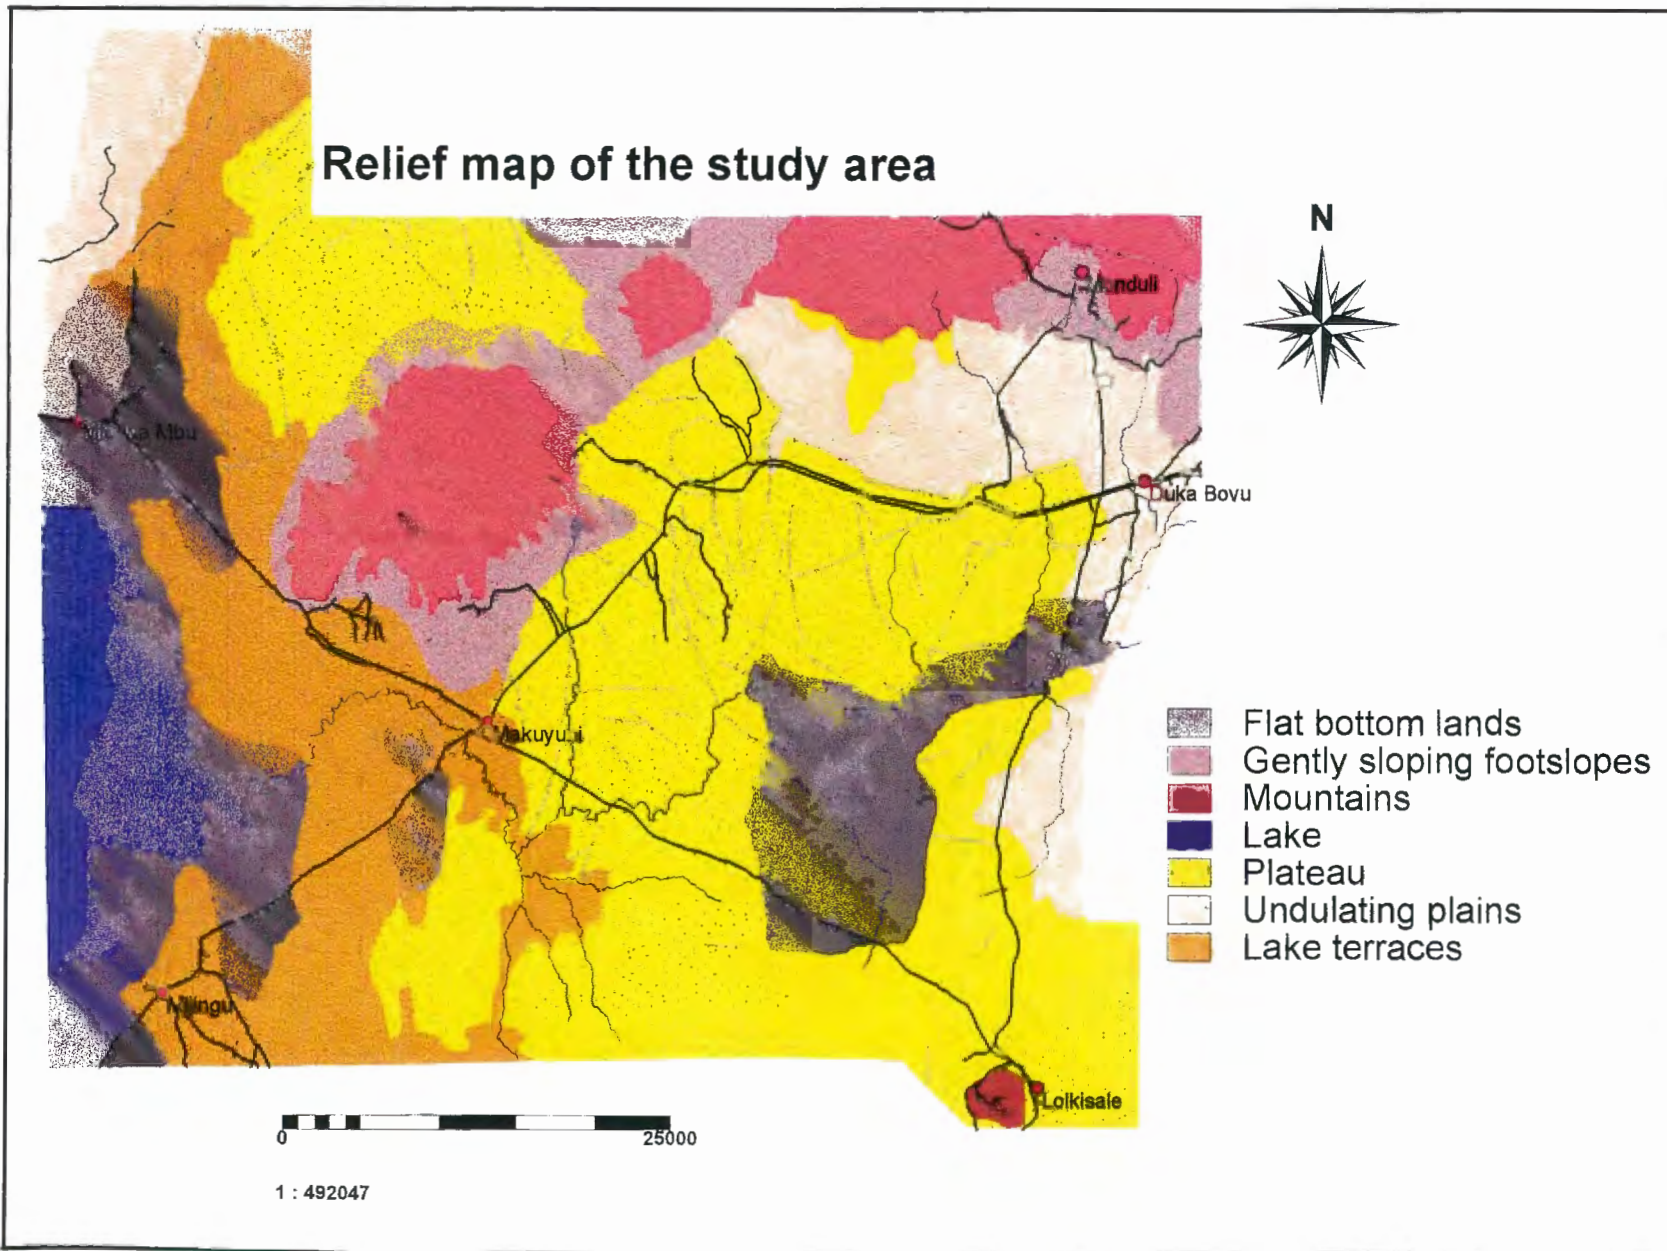 Relief map of the study area
N
Duka Bovu
Lolkisale
Flat bottom lands
Gently sloping footslopes
Mountains
Lake
Plateau
Undulating plains
Lake terraces
0
25000
1 : 492047